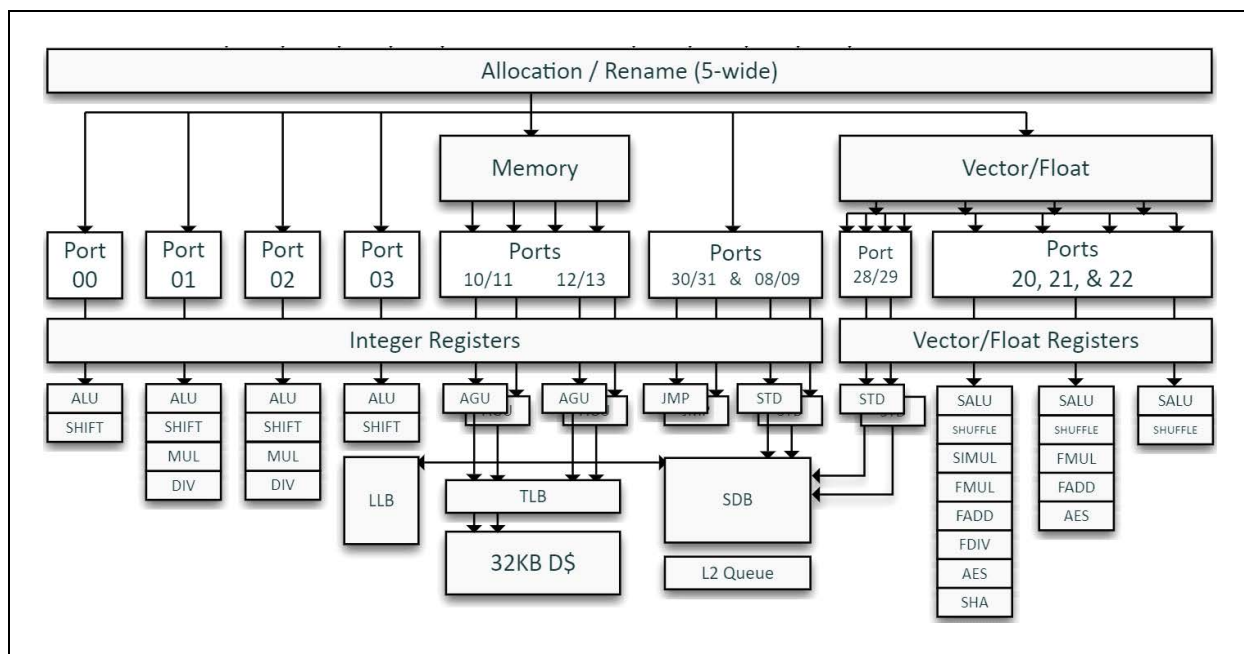 Allocation / Rename (5-wide)
Memory
Vector/Float
Port
00
Port
01
Port
02
Port
03
Ports
10/11 12/13
Ports
30/31 & 08/09
Port
28/29
Ports
20, 21, & 22
Integer Registers
Vector/Float Registers
ALU
SHIFT
ALU
SHIFT
MUL
DIV
ALU
SHIFT
MUL
DIV
ALU
SHIFT
AGU
AGU
JMP
STD
STD
SALU
SHUFFLE
SIMUL
FMUL
FADD
FDIV
AES
SHA
SALU
SHUFFLE
FMUL
FADD
AES
SALU
SHUFFLE
LLB
TLB
SDB
32KB D$
L2 Queue